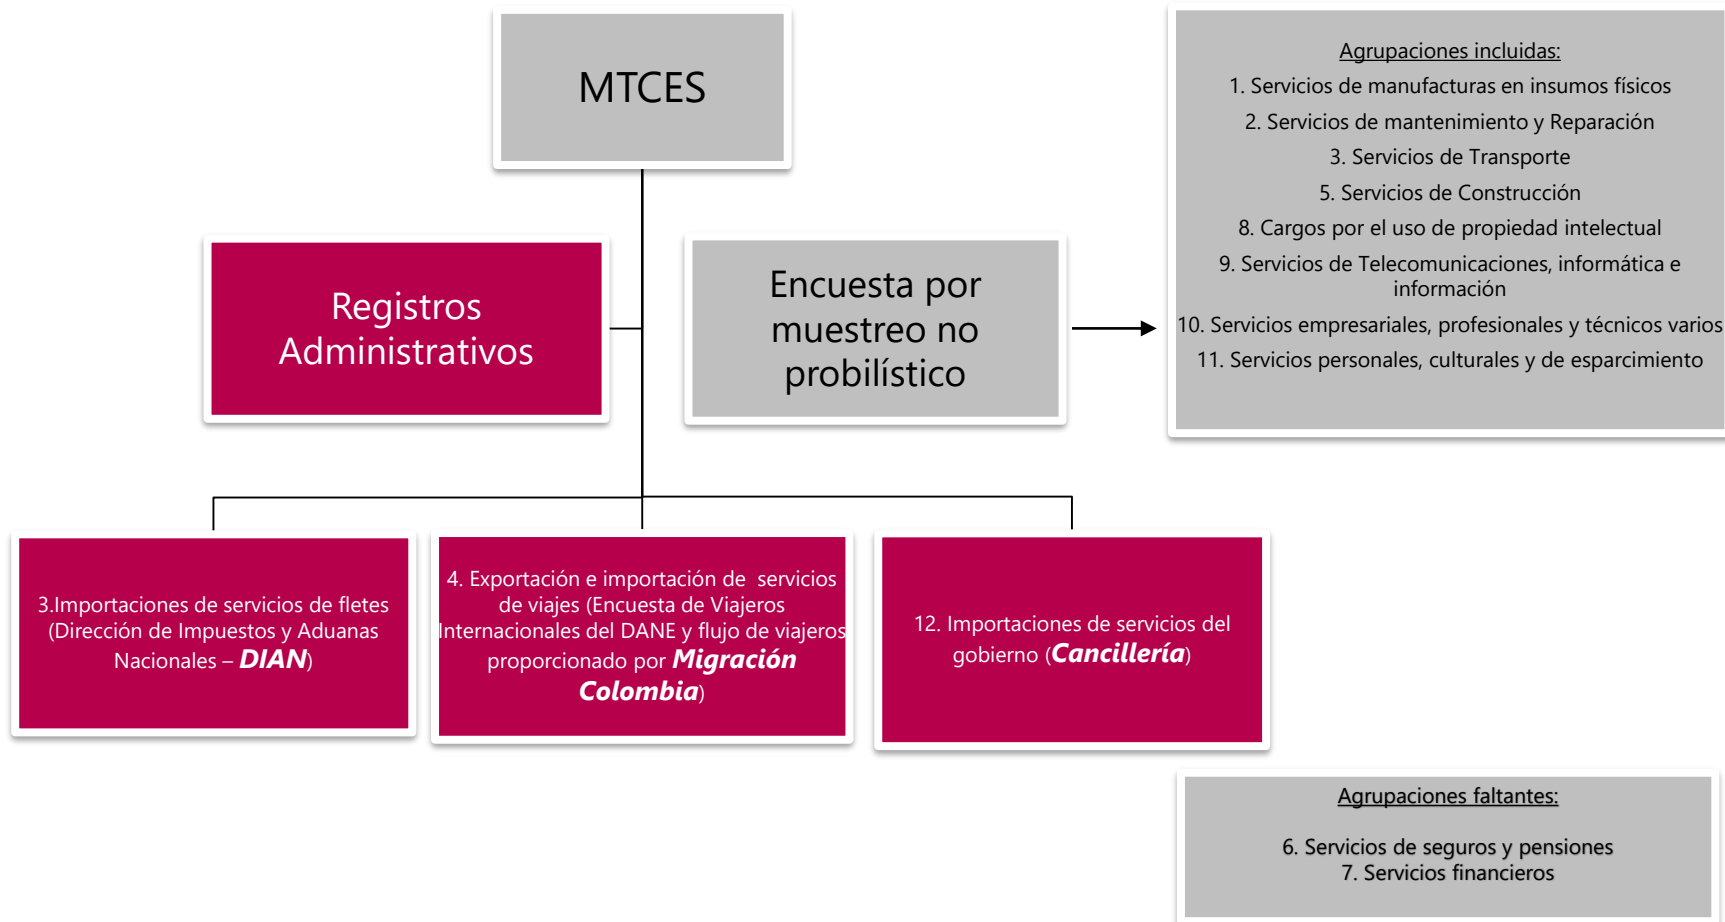 MTCES
Agrupaciones incluidas:
1. Servicios de manufacturas en insumos físicos
2. Servicios de mantenimiento y Reparación
3. Servicios de Transporte
5. Servicios de Construcción
8. Cargos por el uso de propiedad intelectual
9. Servicios de Telecomunicaciones, informática e
información
10. Servicios empresariales, profesionales y técnicos varios
11. Servicios personales, culturales y de esparcimiento
Registros
Administrativos
Encuesta por
muestreo no
probilístico
3.Importaciones de servicios de fletes
(Dirección de Impuestos y Aduanas
Nacionales – DIAN)
4. Exportación e importación de servicios
de viajes (Encuesta de Viajeros
Internacionales del DANE y flujo de viajeros
proporcionado por Migración
Colombia)
12. Importaciones de servicios del
gobierno (Cancillería)
Agrupaciones faltantes:
6. Servicios de seguros y pensiones
7. Servicios financieros